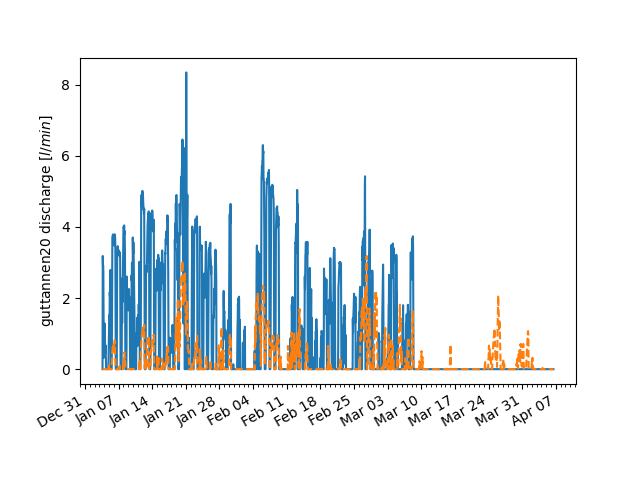 guttannen20 discharge [l/min]
8
6
4
2
0
Dec 31
Jan 07
Jan 14
Jan 21
Jan 28
Feb 04
Feb 11
Feb 18
Feb 25
Mar 03
Mar 10
Mar 17
Mar 24
Mar 31
Apr 07